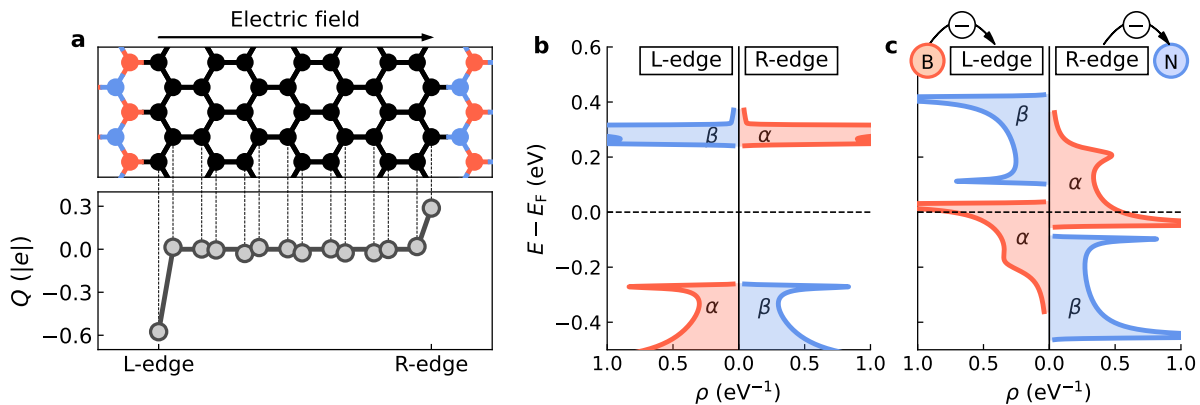 a
Electric field
Q (|e|)
0.3
0.0
−0.3
−0.6
L-edge
R-edge
b
E − E_F (eV)
0.6
0.4
0.2
0.0
−0.2
−0.4
L-edge
R-edge
β
α
α
β
1.0
0.5
0.0
0.5
1.0
ρ (eV⁻¹)
c
−
−
B
L-edge
R-edge
N
β
α
α
β
1.0
0.5
0.0
0.5
1.0
ρ (eV⁻¹)